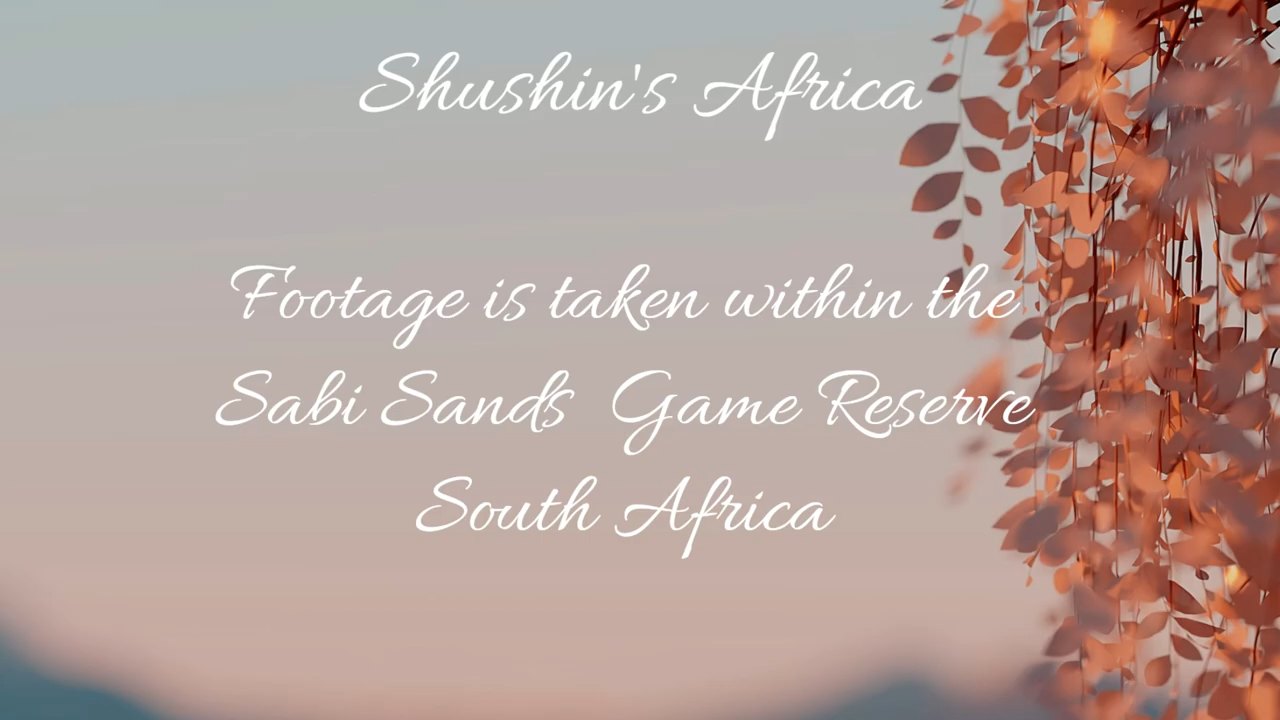 Shushin's Africa
Footage is taken within the
Sabi Sands Game Reserve
South Africa